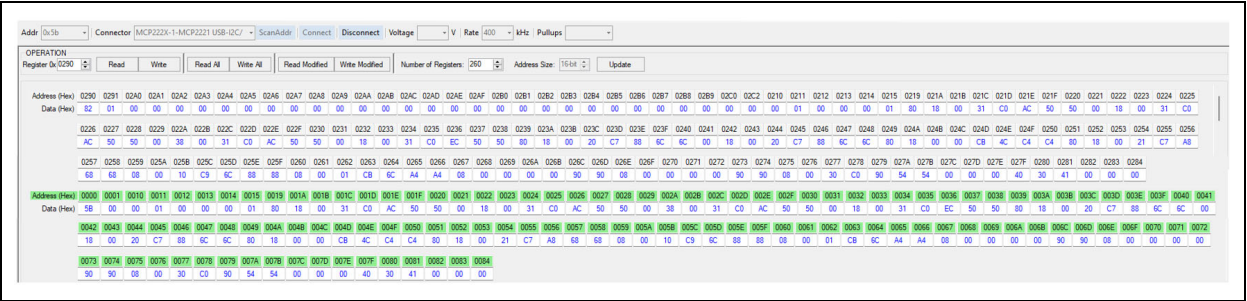 Addr 0x5b Connector MCP222X-1-MCP2221 USB-I2C/ ScanAddr Connect Disconnect Voltage V Rate 400 kHz Pullups
OPERATION
Register 0x 0290 Read Write Read All Write All Read Modified Write Modified Number of Registers: 260 Address Size: 16-bit Update
Address (Hex) 0290 0291 02A0 02A1 02A2 02A3 02A4 02A5 02A6 02A7 02A8 02A9 02AA 02AB 02AC 02AD 02AE 02AF 02B0 02B1 02B2 02B3 02B4 02B5 02B6 02B7 02B8 02B9 02C0 02C2 0210 0211 0212 0213 0214 0215 0219 021A 021B 021C 021D 021E 021F 0220 0221 0222 0223 0224 0225
Data (Hex) 82 01 00 00 00 00 00 00 00 00 00 00 00 00 00 00 00 00 00 00 00 00 00 00 00 00 00 00 00 00 00 01 00 00 00 01 80 18 00 31 C0 AC 50 50 00 18 00 31 C0
0226 0227 0228 0229 022A 022B 022C 022D 022E 022F 0230 0231 0232 0233 0234 0235 0236 0237 0238 0239 023A 023B 023C 023D 023E 023F 0240 0241 0242 0243 0244 0245 0246 0247 0248 0249 024A 024B 024C 024D 024E 024F 0250 0251 0252 0253 0254 0255 0256
AC 50 50 00 38 00 31 C0 AC 50 50 00 18 00 31 C0 EC 50 50 80 18 00 20 C7 88 6C 6C 00 18 00 20 C7 88 6C 6C 80 18 00 00 CB 4C C4 C4 80 18 00 21 C7 A8
0257 0258 0259 025A 025B 025C 025D 025E 025F 0260 0261 0262 0263 0264 0265 0266 0267 0268 0269 026A 026B 026C 026D 026E 026F 0270 0271 0272 0273 0274 0275 0276 0277 0278 0279 027A 027B 027C 027D 027E 027F 0280 0281 0282 0283 0284
68 68 08 00 10 C9 6C 88 88 08 00 01 CB 6C A4 A4 08 00 00 00 00 90 90 08 00 00 00 00 90 90 08 00 00 30 C0 90 54 54 00 00 00 40 30 41 00 00 00
Address (Hex) 0000 0001 0010 0011 0012 0013 0014 0015 0019 001A 001B 001C 001D 001E 001F 0020 0021 0022 0023 0024 0025 0026 0027 0028 0029 002A 002B 002C 002D 002E 002F 0030 0031 0032 0033 0034 0035 0036 0037 0038 0039 003A 003B 003C 003D 003E 003F 0040 0041
Data (Hex) 5B 00 00 01 00 00 00 01 80 18 00 31 C0 AC 50 50 00 18 00 31 C0 AC 50 50 00 38 00 31 C0 AC 50 50 00 18 00 31 C0 EC 50 50 80 18 00 20 C7 88 6C 6C 00
0042 0043 0044 0045 0046 0047 0048 0049 004A 004B 004C 004D 004E 004F 0050 0051 0052 0053 0054 0055 0056 0057 0058 0059 005A 005B 005C 005D 005E 005F 0060 0061 0062 0063 0064 0065 0066 0067 0068 0069 006A 006B 006C 006D 006E 006F 0070 0071 0072
18 00 20 C7 88 6C 6C 80 18 00 00 CB 4C C4 C4 80 18 00 21 C7 A8 68 68 08 00 10 C9 6C 88 88 08 00 01 CB 6C A4 A4 08 00 00 00 00 90 90 08 00 00 00 00
0073 0074 0075 0076 0077 0078 0079 007A 007B 007C 007D 007E 007F 0080 0081 0082 0083 0084
90 90 08 00 30 C0 90 54 54 00 00 00 40 30 41 00 00 00